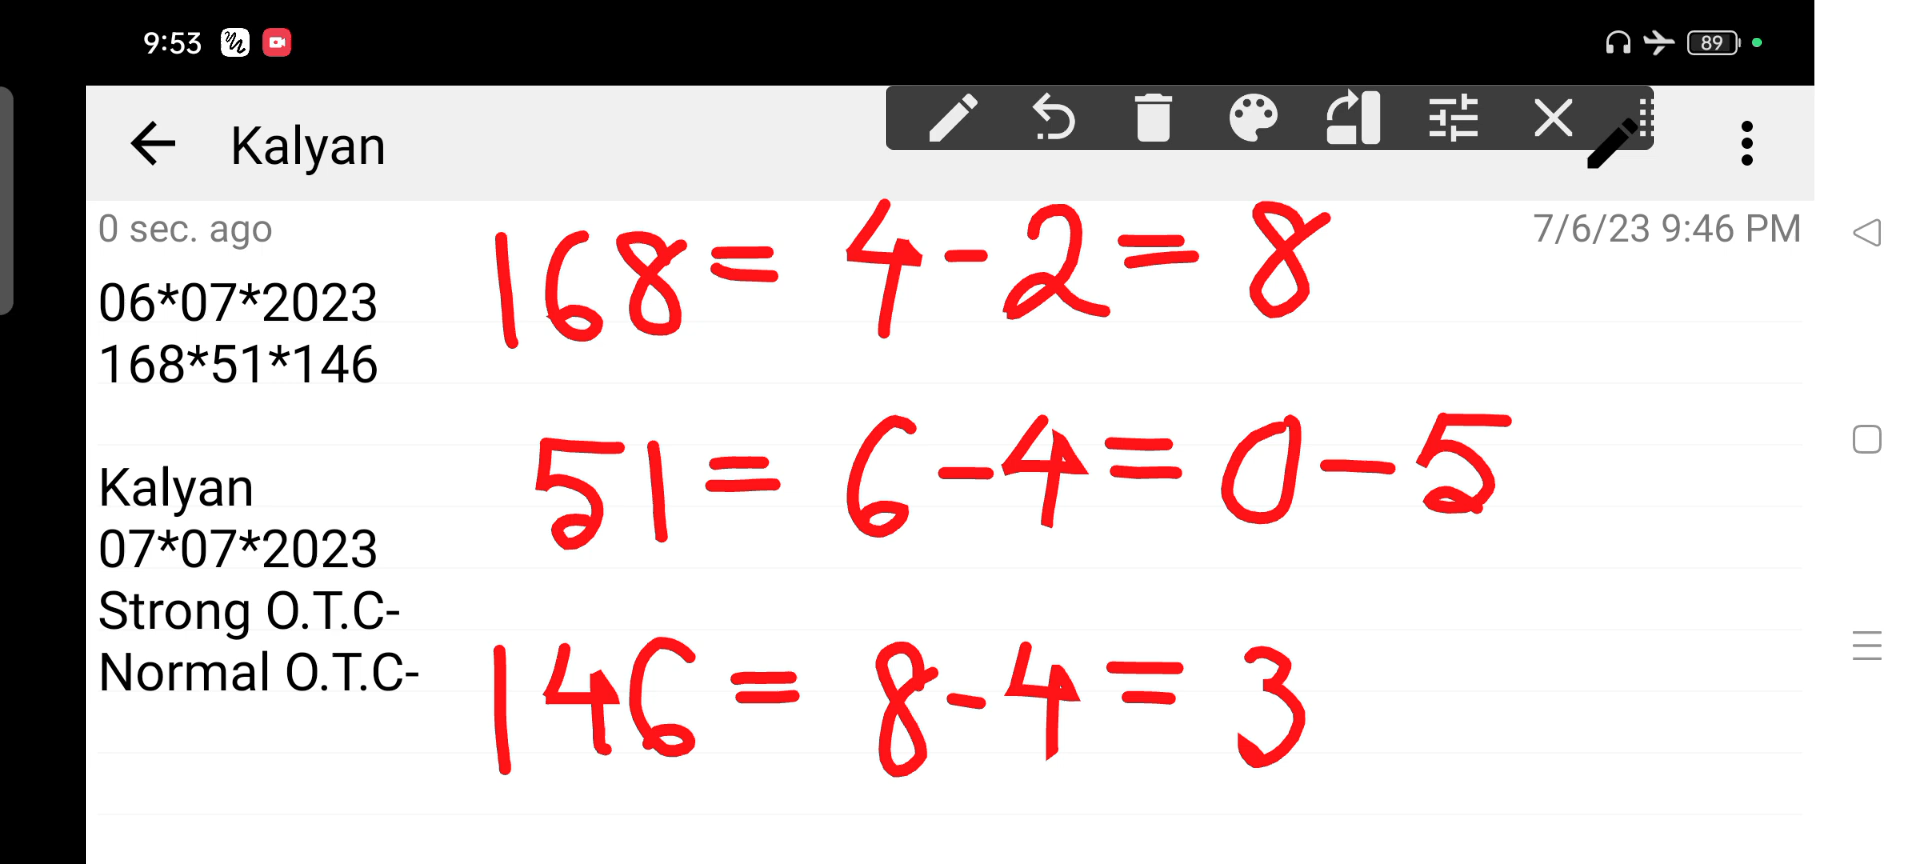 9:53
89
Kalyan
0 sec. ago
7/6/23 9:46 PM
06*07*2023
168*51*146
Kalyan
07*07*2023
Strong O.T.C-
Normal O.T.C-
168= 4-2=8
51= 6-4=0-5
146= 8-4=3